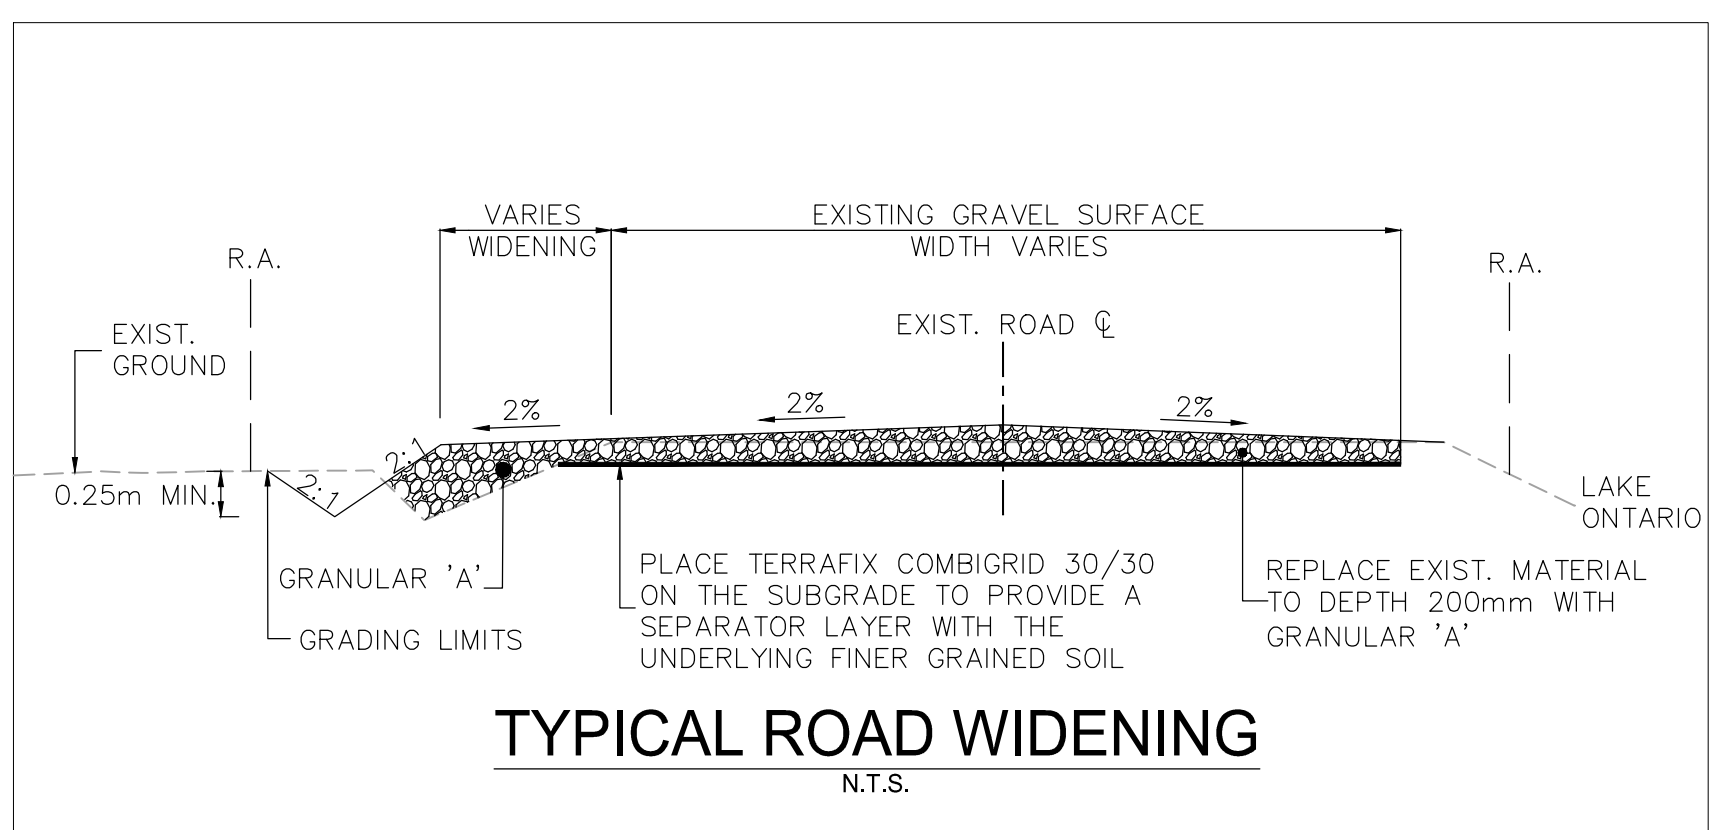 VARIES
WIDENING
EXISTING GRAVEL SURFACE
WIDTH VARIES
R.A.
R.A.
EXIST. ROAD ℄
EXIST.
GROUND
2%
2%
2%
2:1
2:1
0.25m MIN.
LAKE
ONTARIO
GRANULAR 'A'
GRADING LIMITS
PLACE TERRAFIX COMBIGRID 30/30
ON THE SUBGRADE TO PROVIDE A
SEPARATOR LAYER WITH THE
UNDERLYING FINER GRAINED SOIL
REPLACE EXIST. MATERIAL
TO DEPTH 200mm WITH
GRANULAR 'A'
TYPICAL ROAD WIDENING
N.T.S.